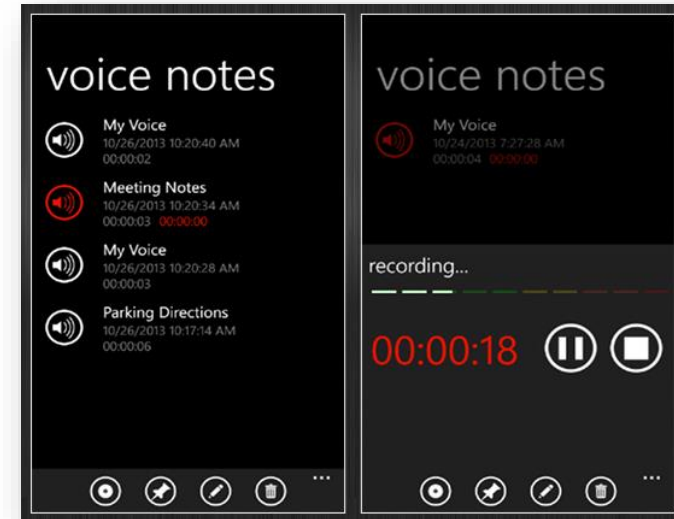 voice notes
My Voice
10/26/2013 10:20:40 AM
00:00:02
Meeting Notes
10/26/2013 10:20:34 AM
00:00:03 00:00:00
My Voice
10/26/2013 10:20:28 AM
00:00:03
Parking Directions
10/26/2013 10:17:14 AM
00:00:06
voice notes
My Voice
10/24/2013 7:27:28 AM
00:00:04 00:00:00
recording...
00:00:18